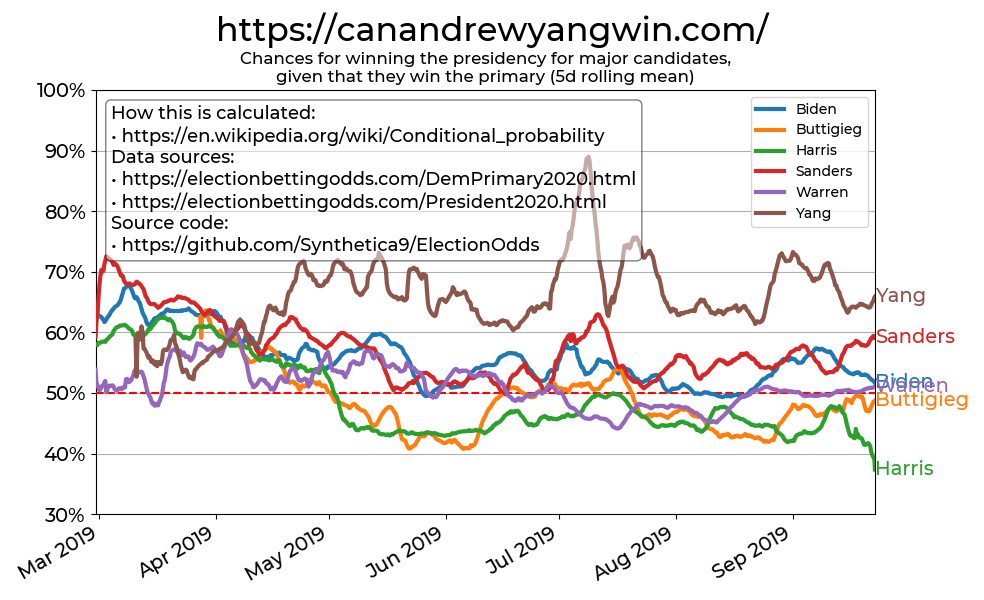 https://canandrewyangwin.com/
Chances for winning the presidency for major candidates,
given that they win the primary (5d rolling mean)
100%
90%
80%
70%
60%
50%
40%
30%
How this is calculated:
· https://en.wikipedia.org/wiki/Conditional_probability
Data sources:
· https://electionbettingodds.com/DemPrimary2020.html
· https://electionbettingodds.com/President2020.html
Source code:
· https://github.com/Synthetica9/ElectionOdds
Biden
Buttigieg
Harris
Sanders
Warren
Yang
Yang
Sanders
Biden
Warren
Buttigieg
Harris
Mar 2019
Apr 2019
May 2019
Jun 2019
Jul 2019
Aug 2019
Sep 2019